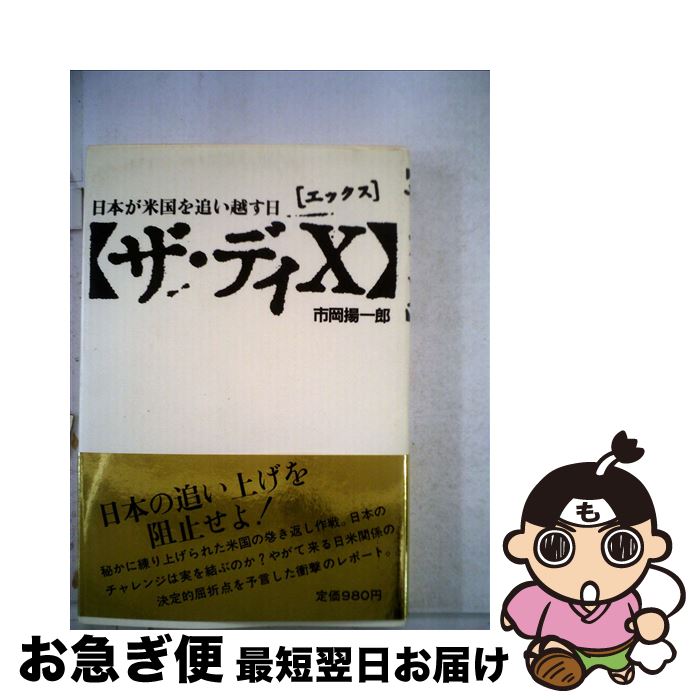 日本が米国を追い越す日
[エックス]
【ザ・ディX】
市岡揚一郎
日本の追い上げを
阻止せよ!
秘かに練り上げられた米国の巻き返し作戦。日本の
チャレンジは実を結ぶのか?やがて来る日米関係の
決定的屈折点を予言した衝撃のレポート。
定価980円
も
お急ぎ便 最短翌日お届け